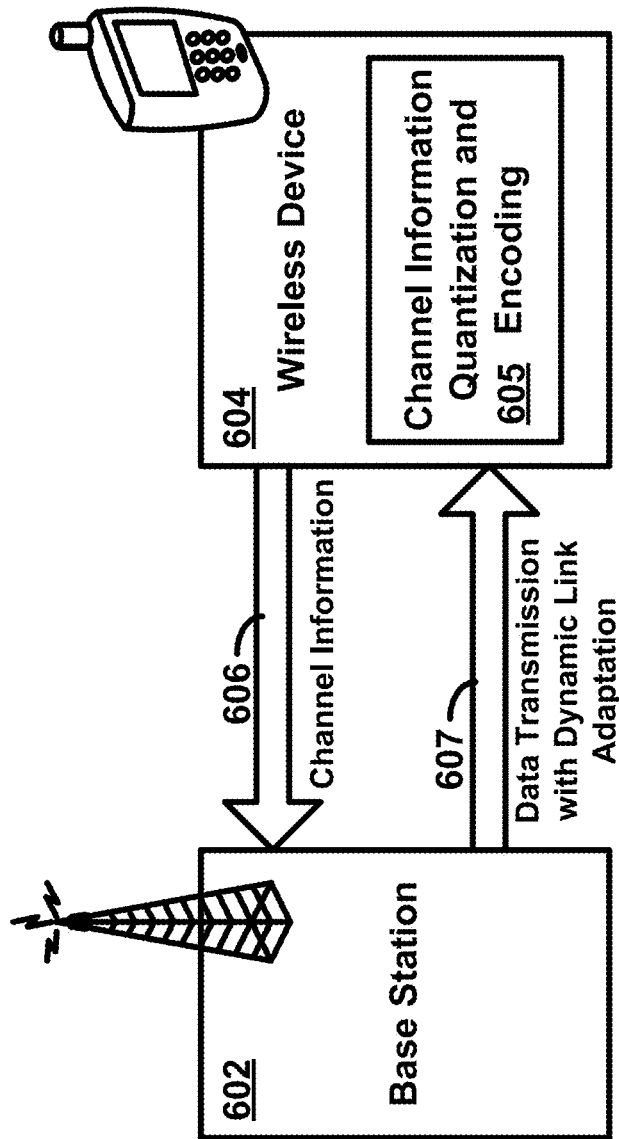 602
Base Station
606
Channel Information
607
Data Transmission
with Dynamic Link
Adaptation
604
Wireless Device
Channel Information
Quantization and
605 Encoding